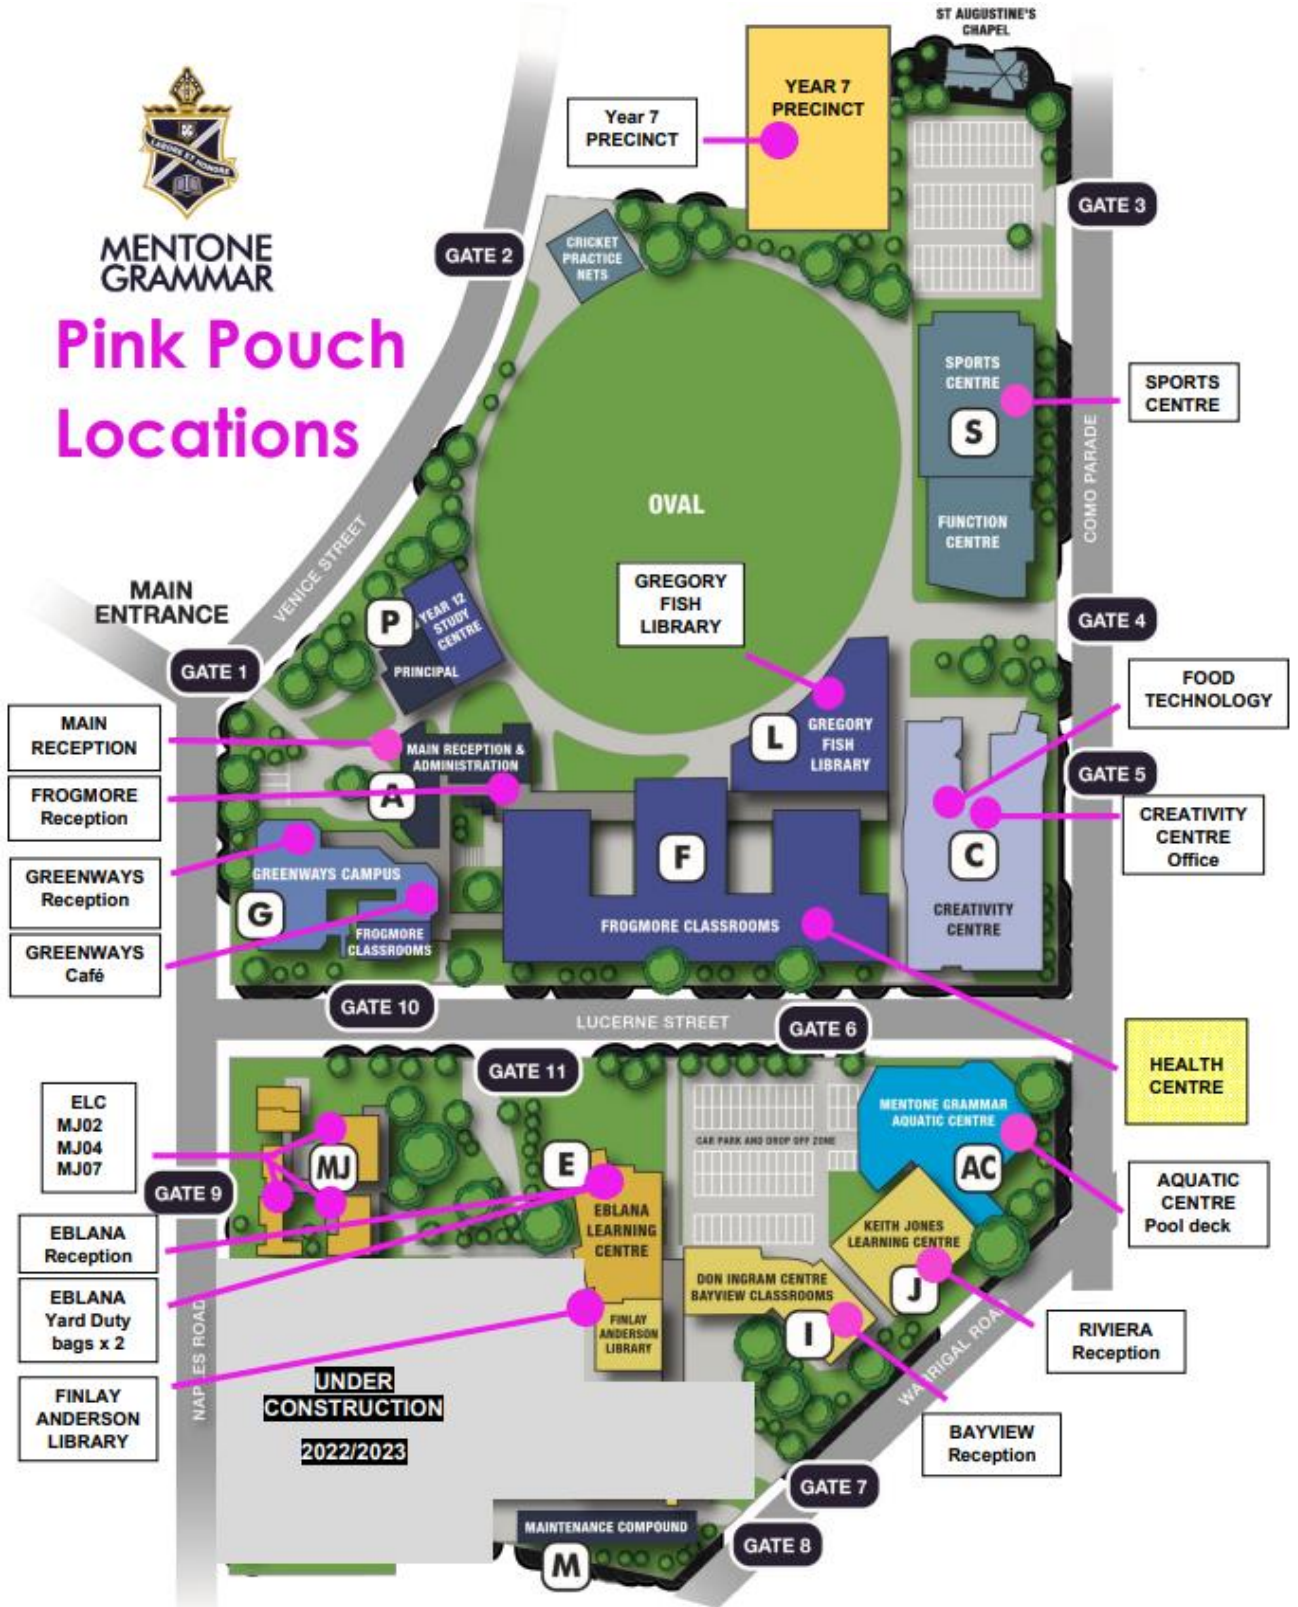 ST AUGUSTINE'S
CHAPEL
YEAR 7
PRECINCT
Year 7
PRECINCT
LABORE ET HONORE
MENTONE
GRAMMAR
Pink Pouch
Locations
GATE 2
CRICKET
PRACTICE
NETS
GATE 3
SPORTS
CENTRE
S
SPORTS
CENTRE
FUNCTION
CENTRE
COMO PARADE
OVAL
VENICE STREET
MAIN
ENTRANCE
GATE 1
P
YEAR 12
STUDY
CENTRE
PRINCIPAL
GREGORY
FISH
LIBRARY
GATE 4
FOOD
TECHNOLOGY
MAIN
RECEPTION
MAIN RECEPTION &
ADMINISTRATION
A
L
GREGORY
FISH
LIBRARY
GATE 5
FROGMORE
Reception
CREATIVITY
CENTRE
Office
GREENWAYS
Reception
GREENWAYS CAMPUS
G
FROGMORE
CLASSROOMS
F
FROGMORE CLASSROOMS
C
CREATIVITY
CENTRE
GREENWAYS
Café
GATE 10
LUCERNE STREET
GATE 6
HEALTH
CENTRE
GATE 11
ELC
MJ02
MJ04
MJ07
MJ
GATE 9
E
EBLANA
LEARNING
CENTRE
CAR PARK AND DROP OFF ZONE
MENTONE GRAMMAR
AQUATIC CENTRE
AC
AQUATIC
CENTRE
Pool deck
EBLANA
Reception
KEITH JONES
LEARNING CENTRE
J
EBLANA
Yard Duty
bags x 2
DON INGRAM CENTRE
BAYVIEW CLASSROOMS
I
FINLAY
ANDERSON
LIBRARY
RIVIERA
Reception
NAPLES ROAD
WARRIGAL ROAD
UNDER
CONSTRUCTION
2022/2023
FINLAY
ANDERSON
LIBRARY
BAYVIEW
Reception
GATE 7
MAINTENANCE COMPOUND
GATE 8
M